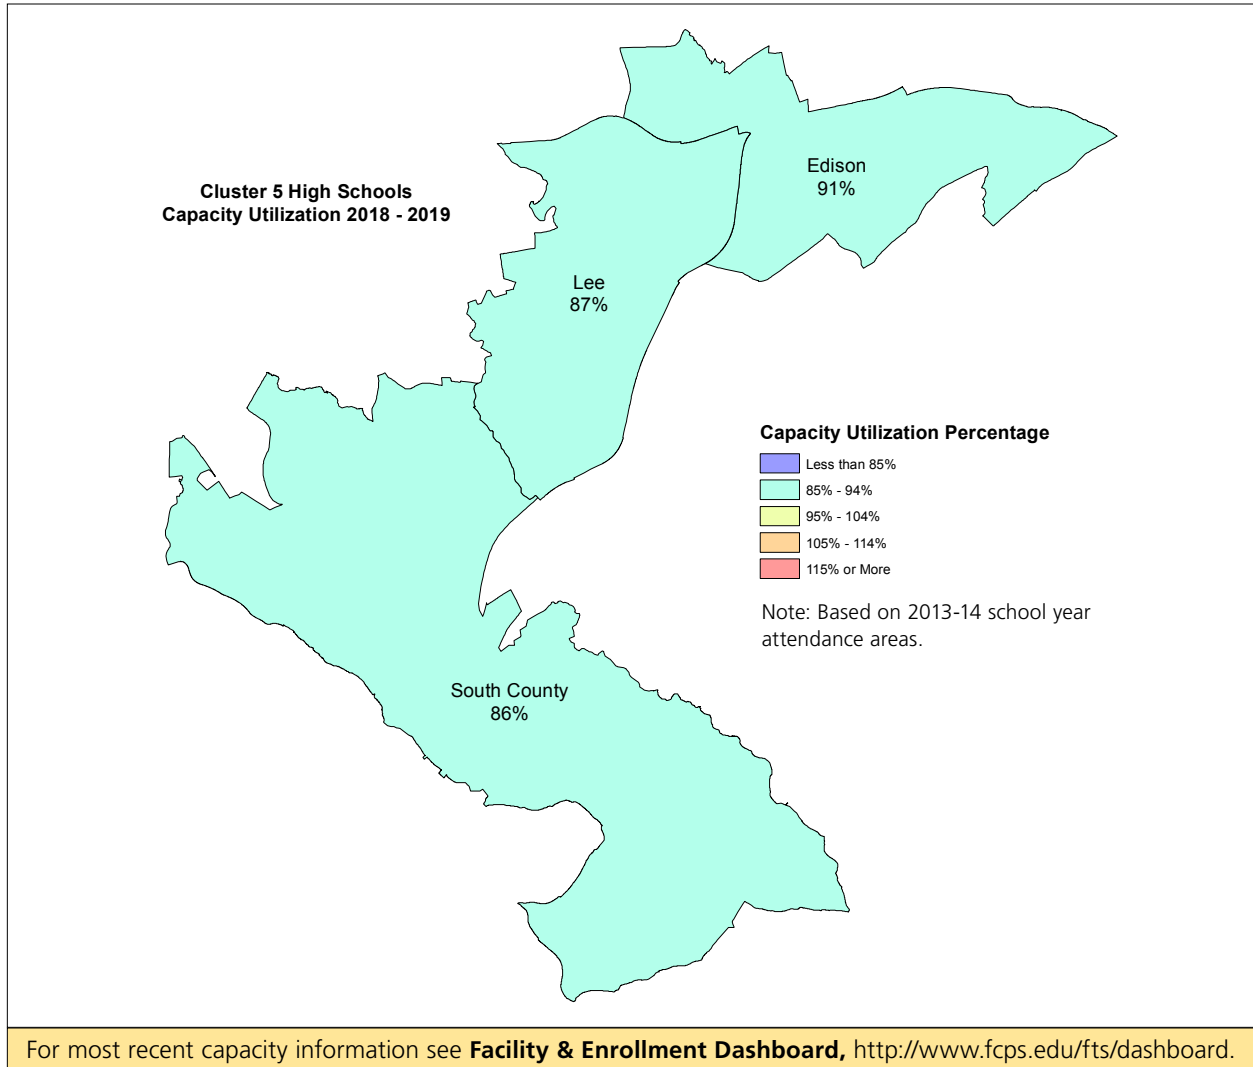 Cluster 5 High Schools
Capacity Utilization 2018 - 2019
Edison
91%
Lee
87%
Capacity Utilization Percentage
Less than 85%
85% - 94%
95% - 104%
105% - 114%
115% or More
Note: Based on 2013-14 school year
attendance areas.
South County
86%
For most recent capacity information see Facility & Enrollment Dashboard, http://www.fcps.edu/fts/dashboard.